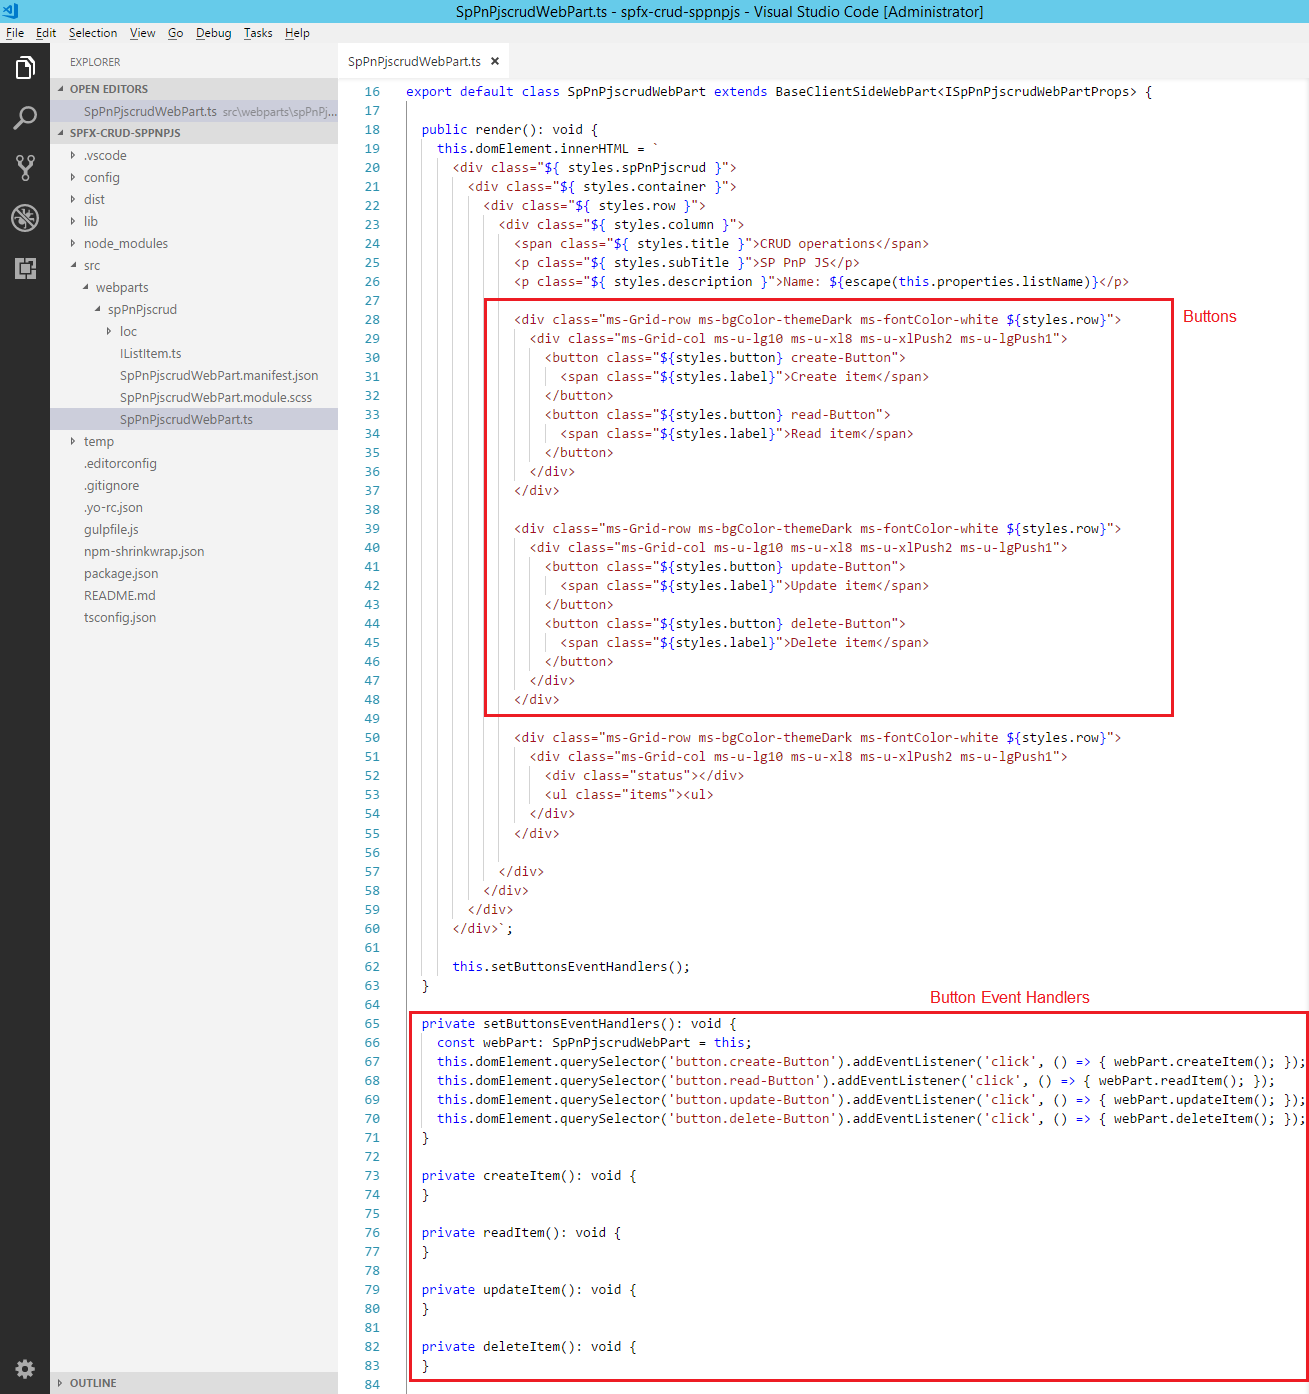 SpPnPjscrudWebPart.ts - spfx-crud-sppnpjs - Visual Studio Code [Administrator]
File Edit Selection View Go Debug Tasks Help
EXPLORER
OPEN EDITORS
SpPnPjscrudWebPart.ts src\webparts\spPnPj...
SPFX-CRUD-SPPNPJS
.vscode
config
dist
lib
node_modules
src
webparts
spPnPjscrud
loc
IListItem.ts
SpPnPjscrudWebPart.manifest.json
SpPnPjscrudWebPart.module.scss
SpPnPjscrudWebPart.ts
temp
.editorconfig
.gitignore
.yo-rc.json
gulpfile.js
npm-shrinkwrap.json
package.json
README.md
tsconfig.json
OUTLINE
SpPnPjscrudWebPart.ts ×
16 export default class SpPnPjscrudWebPart extends BaseClientSideWebPart<ISpPnPjscrudWebPartProps> {
17
18 public render(): void {
19 this.domElement.innerHTML = `
20 <div class="${ styles.spPnPjscrud }">
21 <div class="${ styles.container }">
22 <div class="${ styles.row }">
23 <div class="${ styles.column }">
24 <span class="${ styles.title }">CRUD operations</span>
25 <p class="${ styles.subTitle }">SP PnP JS</p>
26 <p class="${ styles.description }">Name: ${escape(this.properties.listName)}</p>
27
28 <div class="ms-Grid-row ms-bgColor-themeDark ms-fontColor-white ${styles.row}">
29 <div class="ms-Grid-col ms-u-lg10 ms-u-xl8 ms-u-xlPush2 ms-u-lgPush1">
30 <button class="${styles.button} create-Button">
31 <span class="${styles.label}">Create item</span>
32 </button>
33 <button class="${styles.button} read-Button">
34 <span class="${styles.label}">Read item</span>
35 </button>
36 </div>
37 </div>
38
39 <div class="ms-Grid-row ms-bgColor-themeDark ms-fontColor-white ${styles.row}">
40 <div class="ms-Grid-col ms-u-lg10 ms-u-xl8 ms-u-xlPush2 ms-u-lgPush1">
41 <button class="${styles.button} update-Button">
42 <span class="${styles.label}">Update item</span>
43 </button>
44 <button class="${styles.button} delete-Button">
45 <span class="${styles.label}">Delete item</span>
46 </button>
47 </div>
48 </div>
49
50 <div class="ms-Grid-row ms-bgColor-themeDark ms-fontColor-white ${styles.row}">
51 <div class="ms-Grid-col ms-u-lg10 ms-u-xl8 ms-u-xlPush2 ms-u-lgPush1">
52 <div class="status"></div>
53 <ul class="items"><ul>
54 </div>
55 </div>
56
57 </div>
58 </div>
59 </div>
60 </div>`;
61
62 this.setButtonsEventHandlers();
63 }
64
65 private setButtonsEventHandlers(): void {
66 const webPart: SpPnPjscrudWebPart = this;
67 this.domElement.querySelector('button.create-Button').addEventListener('click', () => { webPart.createItem(); });
68 this.domElement.querySelector('button.read-Button').addEventListener('click', () => { webPart.readItem(); });
69 this.domElement.querySelector('button.update-Button').addEventListener('click', () => { webPart.updateItem(); });
70 this.domElement.querySelector('button.delete-Button').addEventListener('click', () => { webPart.deleteItem(); });
71 }
72
73 private createItem(): void {
74 }
75
76 private readItem(): void {
77 }
78
79 private updateItem(): void {
80 }
81
82 private deleteItem(): void {
83 }
84
Buttons
Button Event Handlers